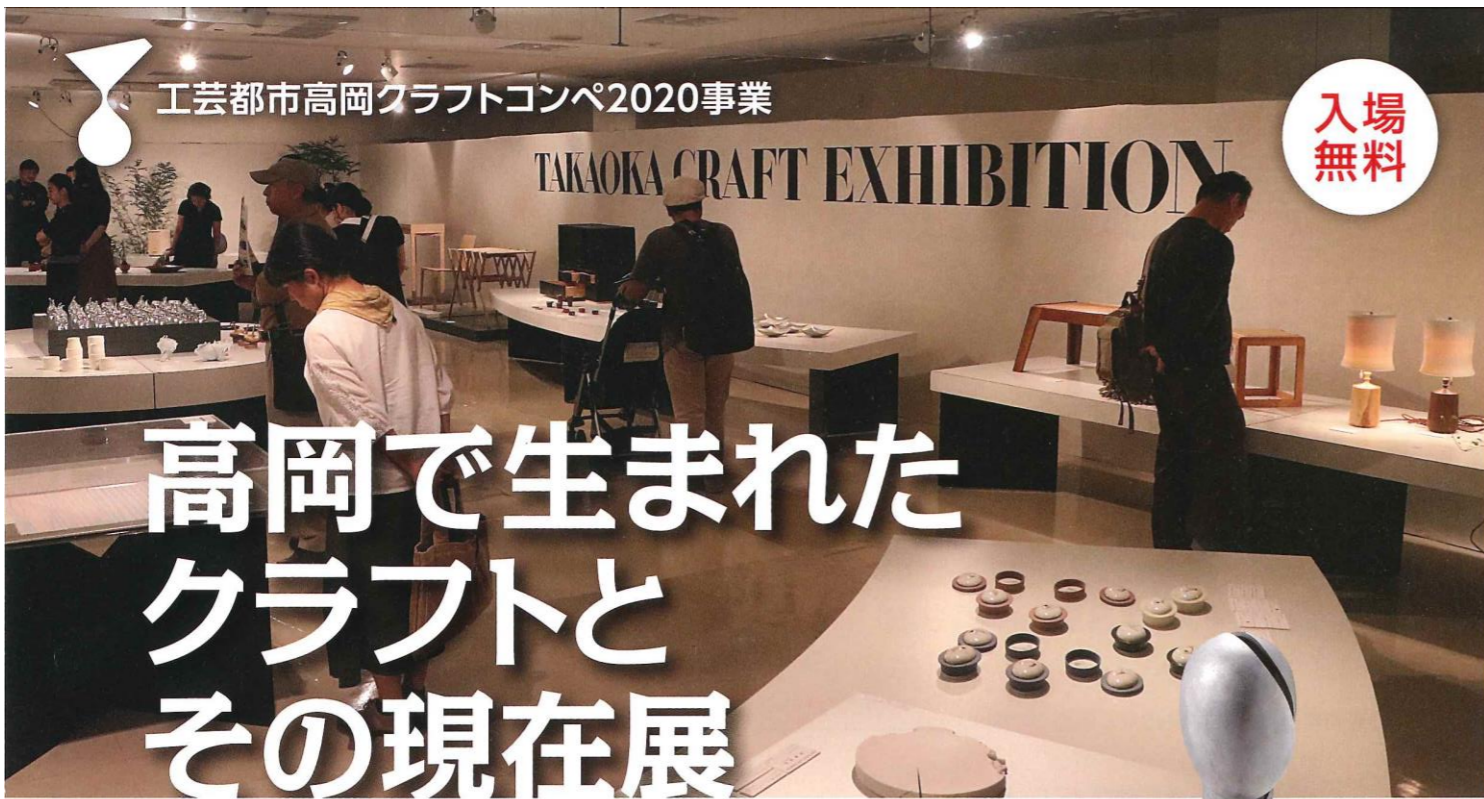 工芸都市高岡クラフトコンペ2020事業
入場
無料
TAKAOKA CRAFT EXHIBITION
高岡で生まれた
クラフトと
その現在展